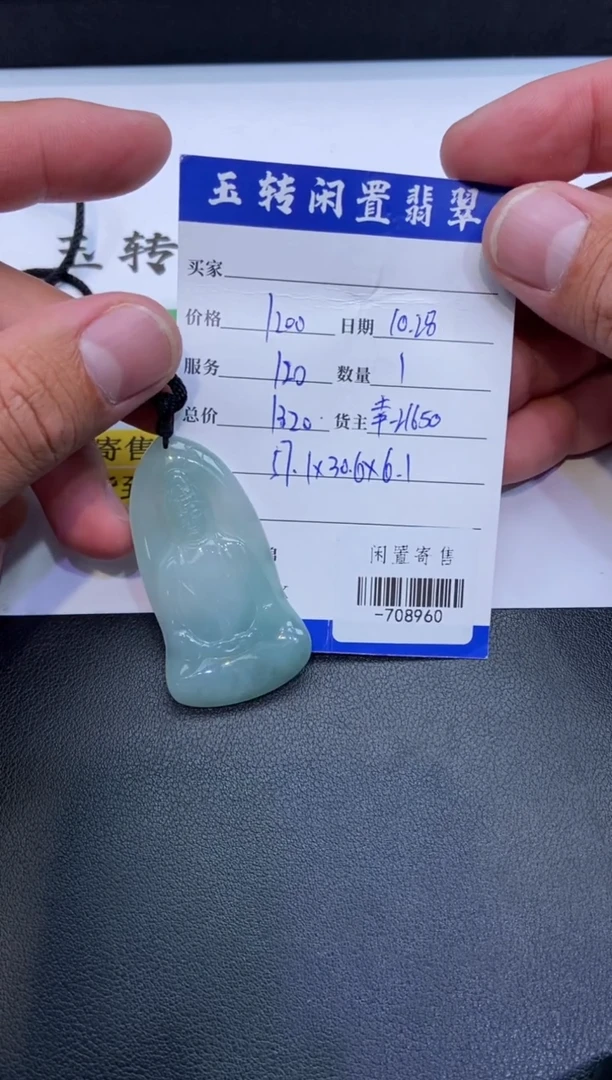 玉转闲置翡翠
玉转
买家
价格 1200 日期 10.28
服务 120 数量 1
总价 1320 货主 21650
57.1x30.6x6.1
寄售
闲置寄售
-708960